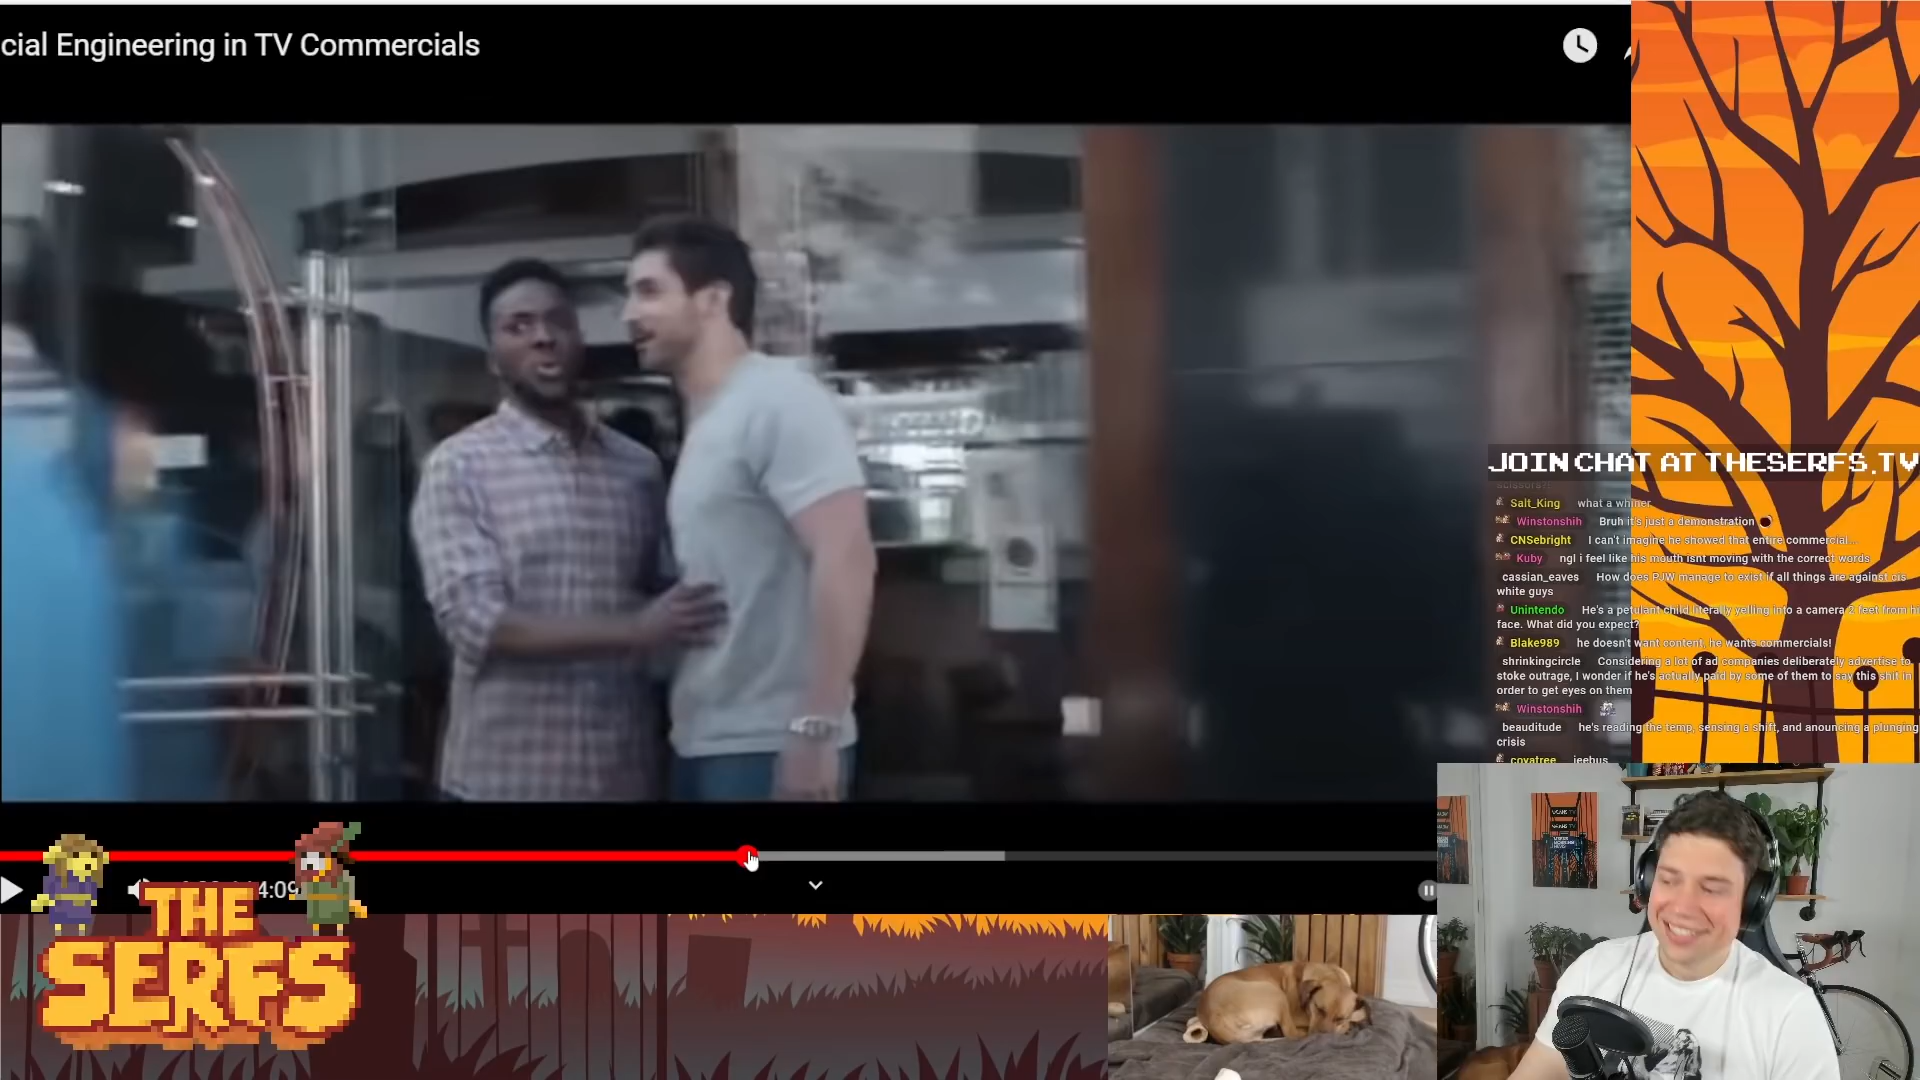 cial Engineering in TV Commercials
JOIN CHAT AT THESERFS.TV
Salt_King what a whiner
Winstonshih Bruh it's just a demonstration
CNSebright I can't imagine he showed that entire commercial...
Kuby ngl i feel like his mouth isnt moving with the correct words
cassian_eaves How does PJW manage to exist if all things are against cis
white guys
Unintendo He's a petulant child literally yelling into a camera 2 feet from hi
face. What did you expect?
Blake989 he doesn't want content, he wants commercials!
shrinkingcircle Considering a lot of ad companies deliberately advertise to
stoke outrage, I wonder if he's actually paid by some of them to say this shit in
order to get eyes on them
Winstonshih
beauditude he's reading the temp, sensing a shift, and anouncing a plunging
crisis
covatree jeebus
4:09
THE
SERFS